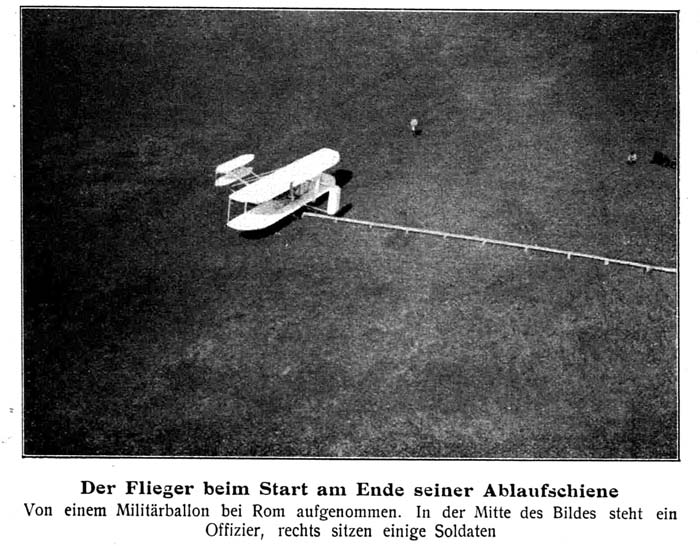 Der Flieger beim Start am Ende seiner Ablaufschiene
Von einem Militärballon bei Rom aufgenommen. In der Mitte des Bildes steht ein
Offizier, rechts sitzen einige Soldaten